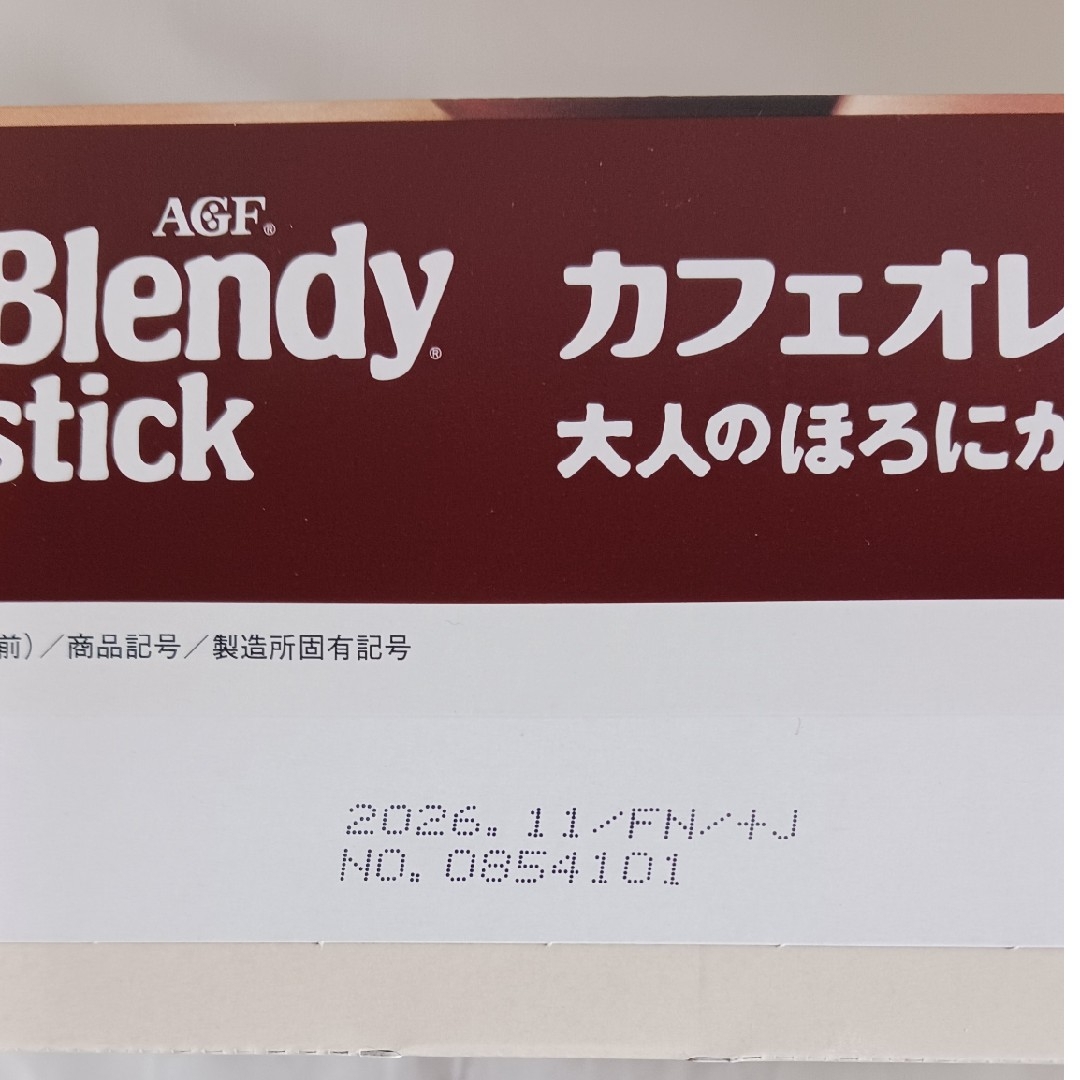 AGF®
Blendy®
stick
カフェオレ
大人のほろにが
前)／商品記号／製造所固有記号
2026.11/FN/+J
NO.0854101